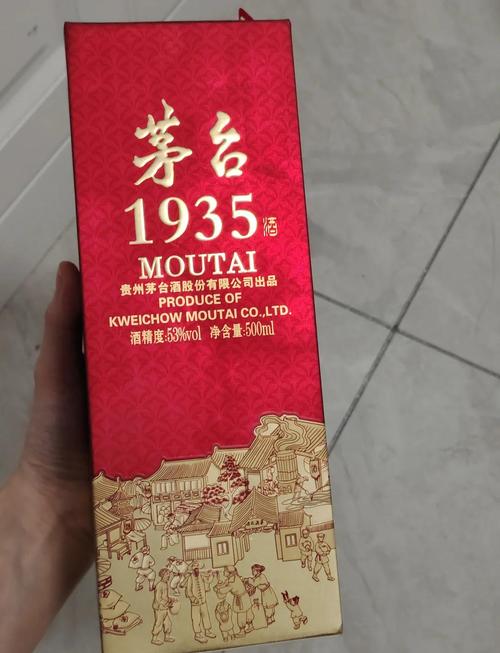 茅台
1935酒
MOUTAI
贵州茅台酒股份有限公司出品
PRODUCE OF
KWEICHOW MOUTAI CO.,LTD.
酒精度:53%vol 净含量:500ml